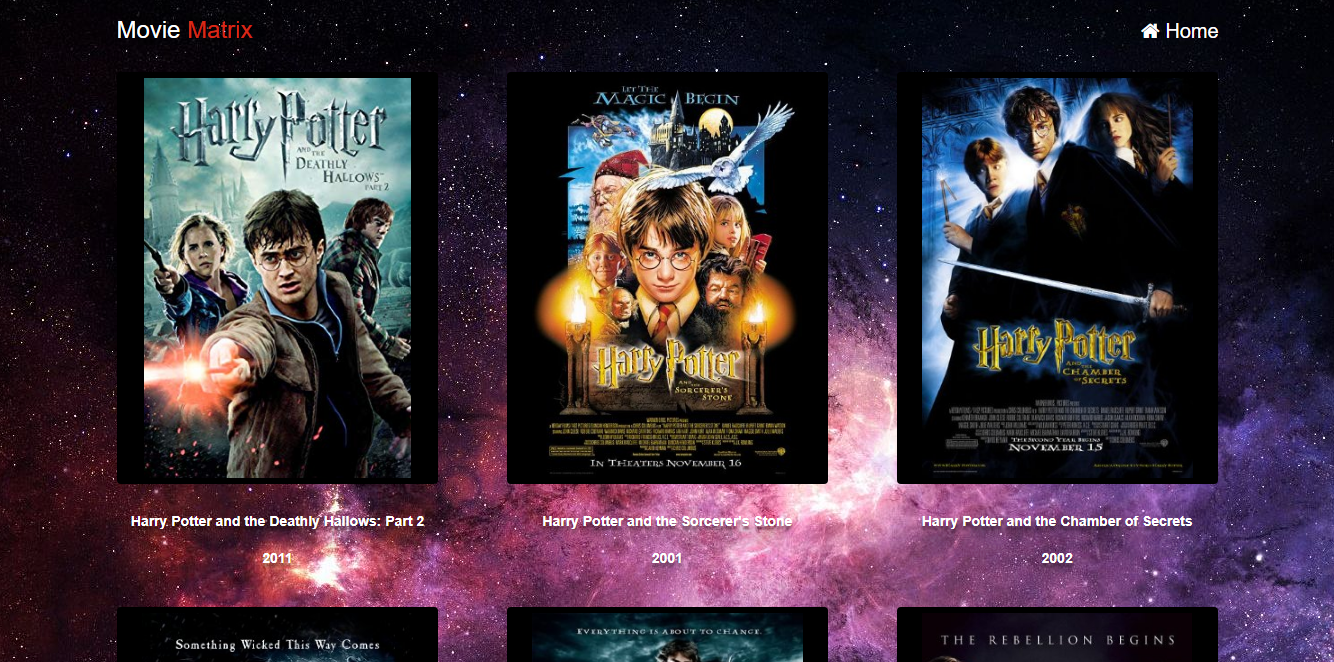 Movie Matrix
Home
Harry Potter
AND THE
DEATHLY
HALLOWS
PART 2
LET THE
MAGIC BEGIN
Harry Potter
AND THE
SORCERER'S
STONE
IN THEATERS NOVEMBER 16
Harry Potter
AND THE
CHAMBER
OF SECRETS
THE SECOND YEAR BEGINS
NOVEMBER 15
Harry Potter and the Deathly Hallows: Part 2
Harry Potter and the Sorcerer's Stone
Harry Potter and the Chamber of Secrets
2011
2001
2002
SOMETHING WICKED THIS WAY COMES
EVERYTHING IS ABOUT TO CHANGE.
THE REBELLION BEGINS